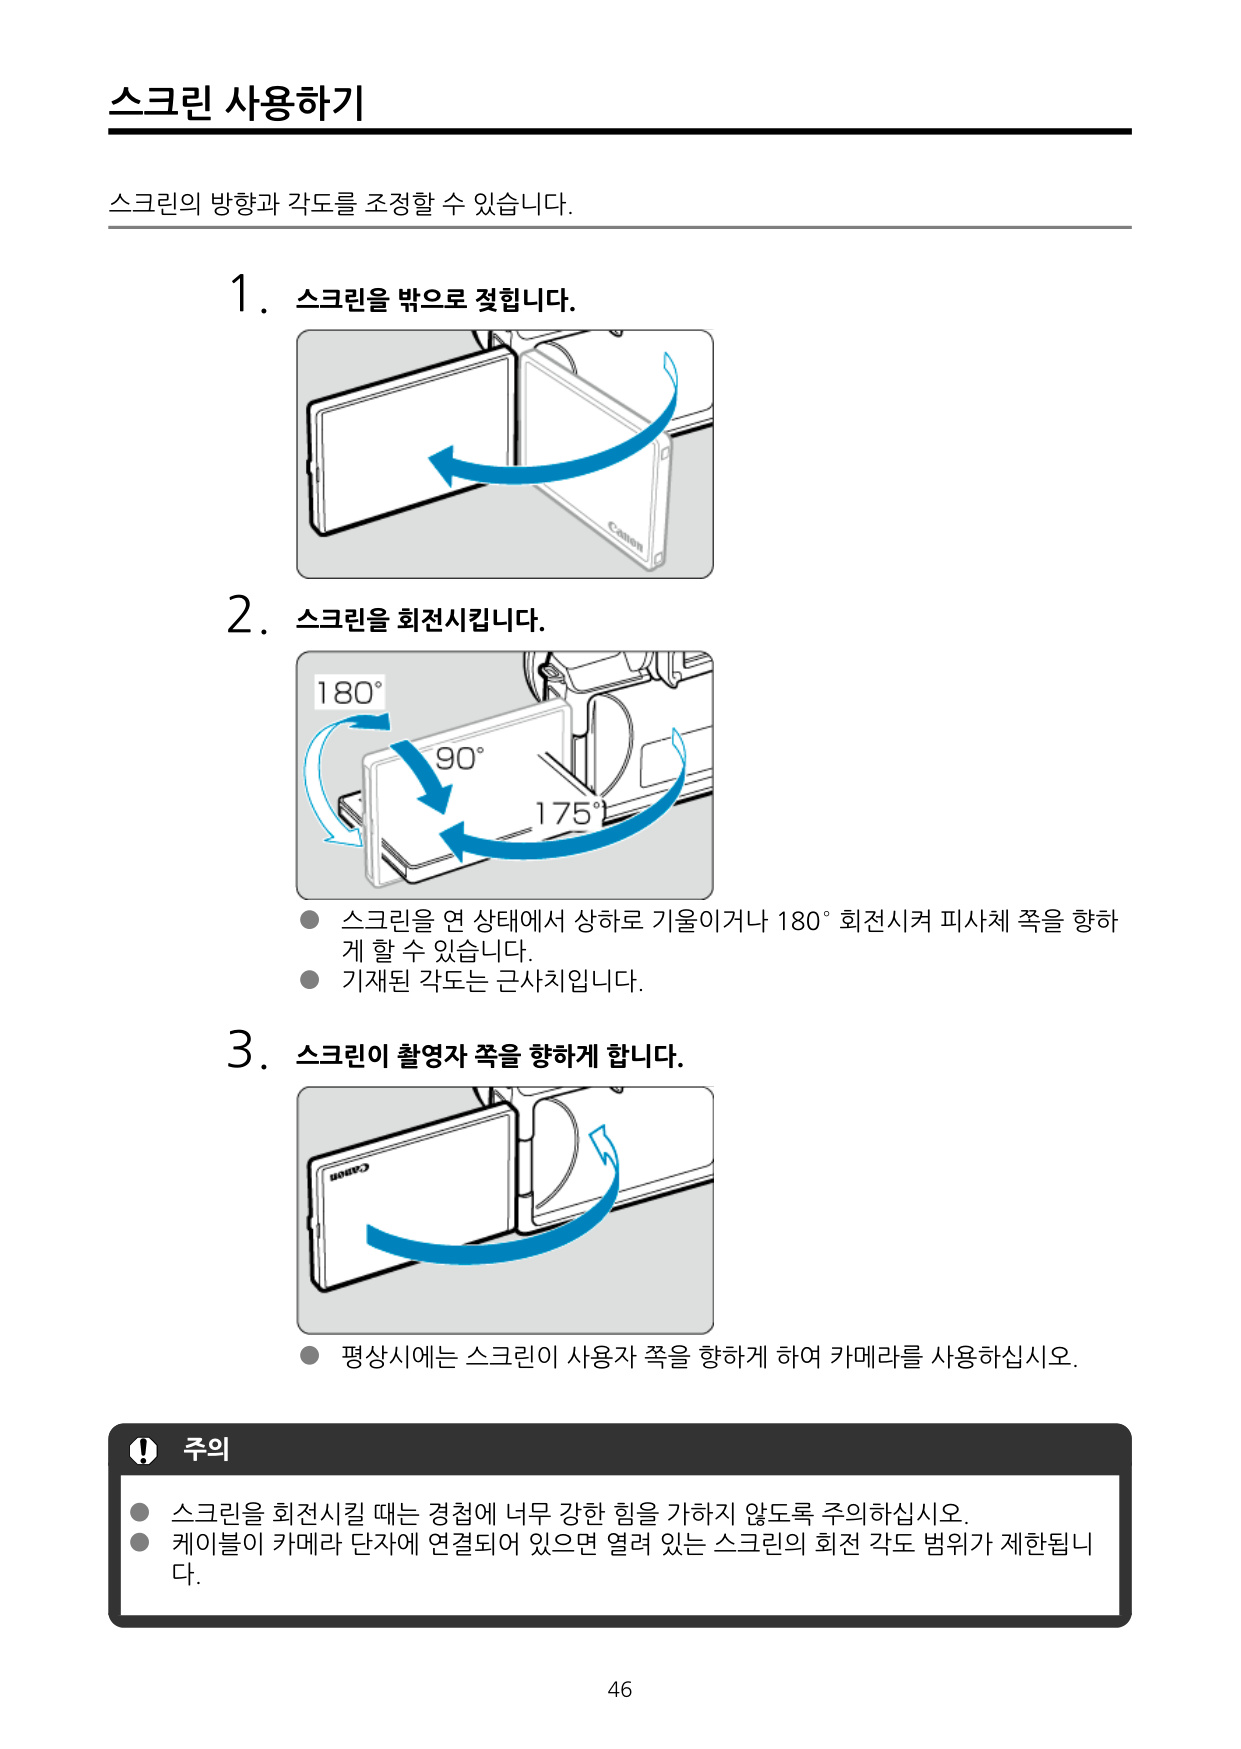 스크린 사용하기
스크린의 방향과 각도를 조정할 수 있습니다.
1. 스크린을 밖으로 젖힙니다.
Canon
2. 스크린을 회전시킵니다.
180°
90°
175°
● 스크린을 연 상태에서 상하로 기울이거나 180° 회전시켜 피사체 쪽을 향하
게 할 수 있습니다.
● 기재된 각도는 근사치입니다.
3. 스크린이 촬영자 쪽을 향하게 합니다.
Canon
● 평상시에는 스크린이 사용자 쪽을 향하게 하여 카메라를 사용하십시오.
주의
● 스크린을 회전시킬 때는 경첩에 너무 강한 힘을 가하지 않도록 주의하십시오.
● 케이블이 카메라 단자에 연결되어 있으면 열려 있는 스크린의 회전 각도 범위가 제한됩니
다.
46